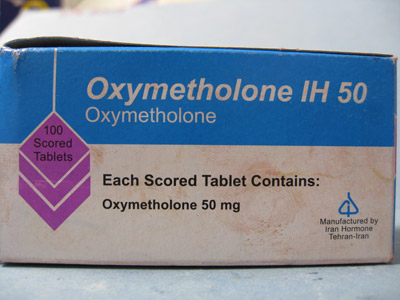 Oxymetholone IH 50
Oxymetholone
100
Scored
Tablets
Each Scored Tablet Contains:
Oxymetholone 50 mg
Manufactured by
Iran Hormone
Tehran-Iran